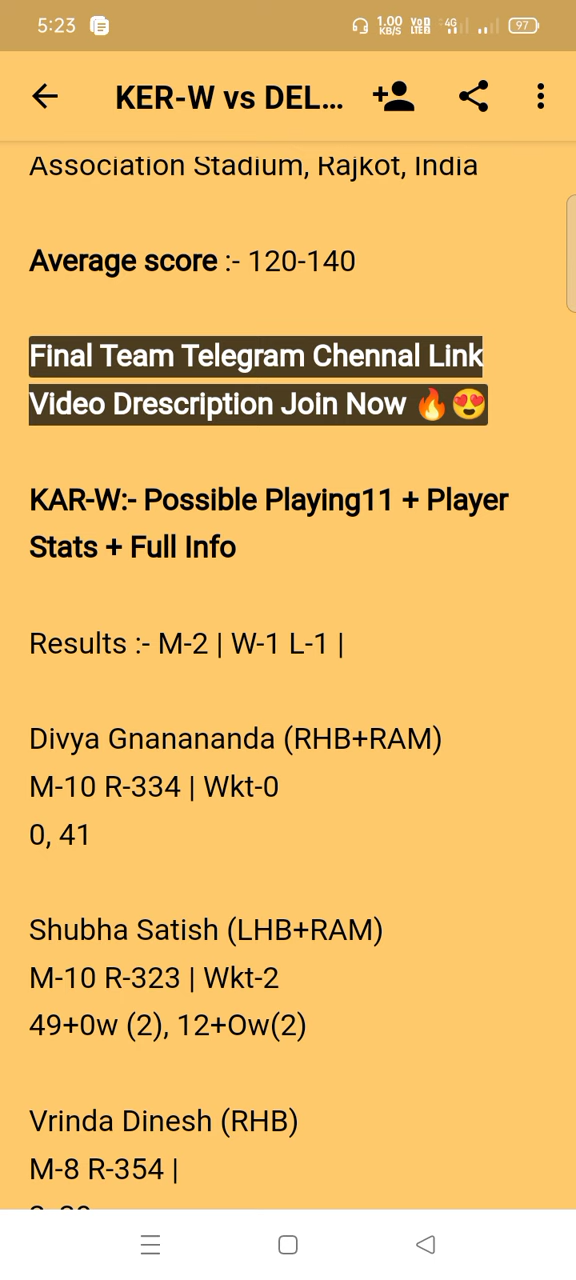 5:23
1.00
KB/S
Vo
LTE
4G
97
KER-W vs DEL...
Association Stadium, Rajkot, India
Average score :- 120-140
Final Team Telegram Chennal Link
Video Drescription Join Now 🔥😍
KAR-W:- Possible Playing11 + Player
Stats + Full Info
Results :- M-2 | W-1 L-1 |
Divya Gnanananda (RHB+RAM)
M-10 R-334 | Wkt-0
0, 41
Shubha Satish (LHB+RAM)
M-10 R-323 | Wkt-2
49+0w (2), 12+Ow(2)
Vrinda Dinesh (RHB)
M-8 R-354 |